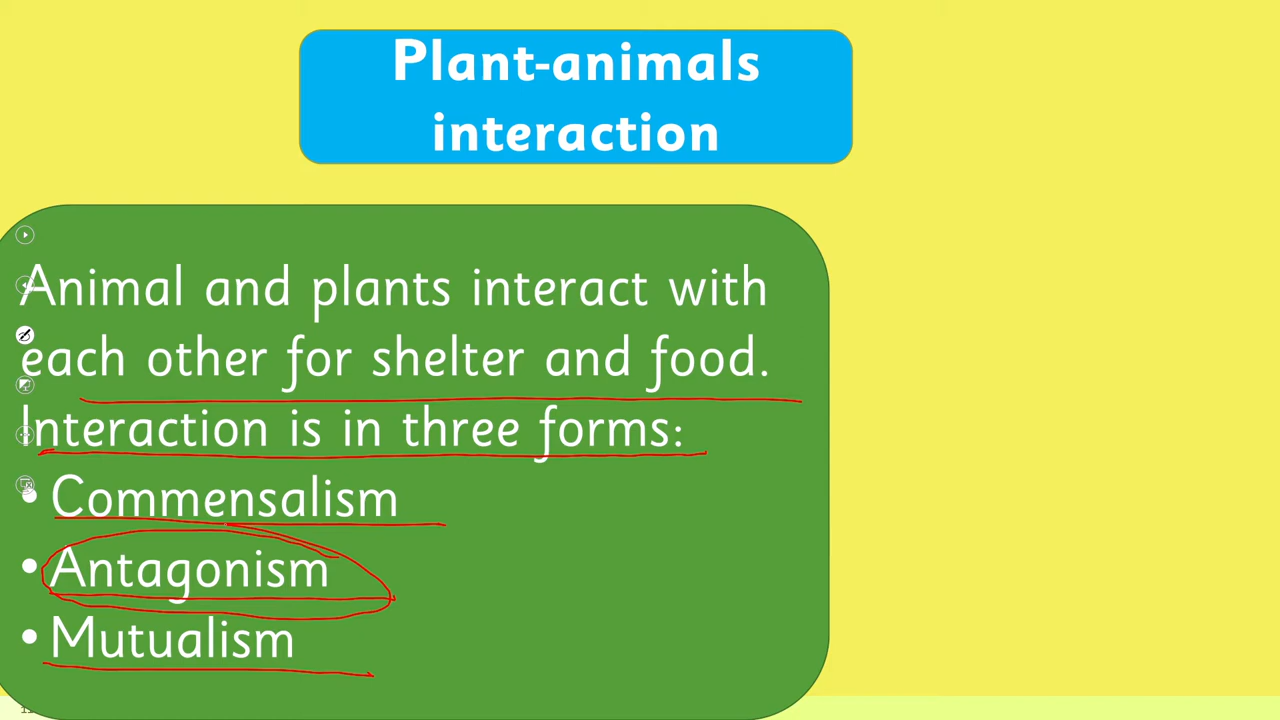 Plant-animals
interaction
Animal and plants interact with
each other for shelter and food.
Interaction is in three forms:
• Commensalism
• Antagonism
• Mutualism